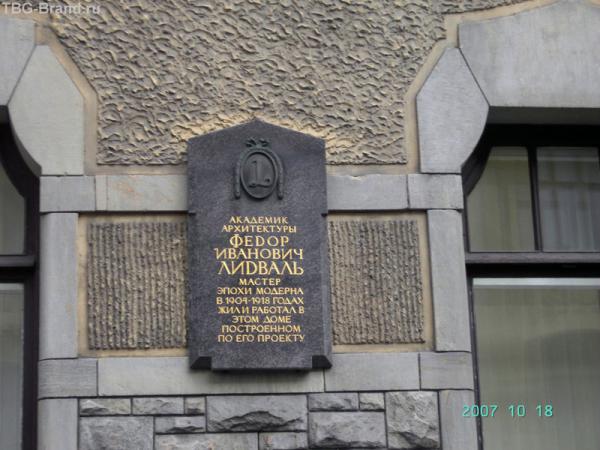 TBG-Brand.ru
1
АКАДЕМИК
АРХИТЕКТУРЫ
ФЕДОР
ИВАНОВИЧ
ЛИДВАЛЬ
МАСТЕР
ЭПОХИ МОДЕРНА
В 1904-1918 ГОДАХ
ЖИЛ И РАБОТАЛ В
ЭТОМ ДОМЕ
ПОСТРОЕННОМ
ПО ЕГО ПРОЕКТУ
2007 10 18